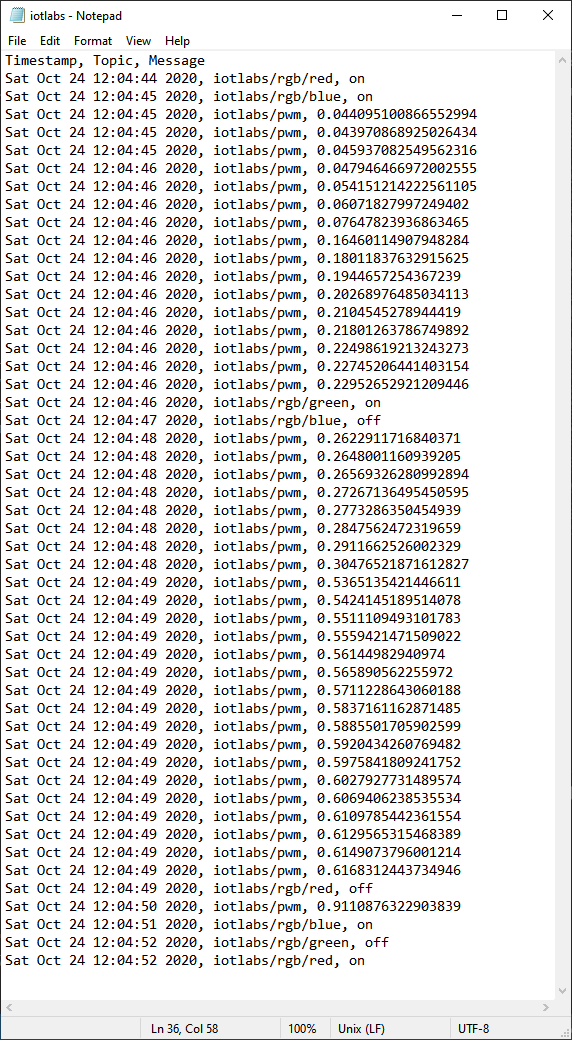 iotlabs - Notepad
File Edit Format View Help
Timestamp, Topic, Message
Sat Oct 24 12:04:44 2020, iotlabs/rgb/red, on
Sat Oct 24 12:04:45 2020, iotlabs/rgb/blue, on
Sat Oct 24 12:04:45 2020, iotlabs/pwm, 0.044095100866552994
Sat Oct 24 12:04:45 2020, iotlabs/pwm, 0.043970868925026434
Sat Oct 24 12:04:45 2020, iotlabs/pwm, 0.045937082549562316
Sat Oct 24 12:04:46 2020, iotlabs/pwm, 0.047946466972002555
Sat Oct 24 12:04:46 2020, iotlabs/pwm, 0.0541512142222561105
Sat Oct 24 12:04:46 2020, iotlabs/pwm, 0.06071827997249402
Sat Oct 24 12:04:46 2020, iotlabs/pwm, 0.07647823936863465
Sat Oct 24 12:04:46 2020, iotlabs/pwm, 0.16460114907948284
Sat Oct 24 12:04:46 2020, iotlabs/pwm, 0.18011837632915625
Sat Oct 24 12:04:46 2020, iotlabs/pwm, 0.1944657254367239
Sat Oct 24 12:04:46 2020, iotlabs/pwm, 0.20268976485034113
Sat Oct 24 12:04:46 2020, iotlabs/pwm, 0.2104545278944419
Sat Oct 24 12:04:46 2020, iotlabs/pwm, 0.21801263786749892
Sat Oct 24 12:04:46 2020, iotlabs/pwm, 0.22498619213243273
Sat Oct 24 12:04:46 2020, iotlabs/pwm, 0.22745206441403154
Sat Oct 24 12:04:46 2020, iotlabs/pwm, 0.22952652921209446
Sat Oct 24 12:04:46 2020, iotlabs/rgb/green, on
Sat Oct 24 12:04:47 2020, iotlabs/rgb/blue, off
Sat Oct 24 12:04:48 2020, iotlabs/pwm, 0.2622911716840371
Sat Oct 24 12:04:48 2020, iotlabs/pwm, 0.2648001160939205
Sat Oct 24 12:04:48 2020, iotlabs/pwm, 0.26569326280992894
Sat Oct 24 12:04:48 2020, iotlabs/pwm, 0.27267136495450595
Sat Oct 24 12:04:48 2020, iotlabs/pwm, 0.2773286350454939
Sat Oct 24 12:04:48 2020, iotlabs/pwm, 0.2847562472319659
Sat Oct 24 12:04:48 2020, iotlabs/pwm, 0.2911662526002329
Sat Oct 24 12:04:48 2020, iotlabs/pwm, 0.30476521871612827
Sat Oct 24 12:04:49 2020, iotlabs/pwm, 0.5365135421446611
Sat Oct 24 12:04:49 2020, iotlabs/pwm, 0.5424145189514078
Sat Oct 24 12:04:49 2020, iotlabs/pwm, 0.5511109493101783
Sat Oct 24 12:04:49 2020, iotlabs/pwm, 0.5559421471509022
Sat Oct 24 12:04:49 2020, iotlabs/pwm, 0.56144982940974
Sat Oct 24 12:04:49 2020, iotlabs/pwm, 0.565890562255972
Sat Oct 24 12:04:49 2020, iotlabs/pwm, 0.5711228643060188
Sat Oct 24 12:04:49 2020, iotlabs/pwm, 0.5837161162871485
Sat Oct 24 12:04:49 2020, iotlabs/pwm, 0.5885501705902599
Sat Oct 24 12:04:49 2020, iotlabs/pwm, 0.5920434260769482
Sat Oct 24 12:04:49 2020, iotlabs/pwm, 0.5975841809241752
Sat Oct 24 12:04:49 2020, iotlabs/pwm, 0.6027927731489574
Sat Oct 24 12:04:49 2020, iotlabs/pwm, 0.6069406238535534
Sat Oct 24 12:04:49 2020, iotlabs/pwm, 0.6109785442361554
Sat Oct 24 12:04:49 2020, iotlabs/pwm, 0.6129565315468389
Sat Oct 24 12:04:49 2020, iotlabs/pwm, 0.6149073796001214
Sat Oct 24 12:04:49 2020, iotlabs/pwm, 0.6168312443734946
Sat Oct 24 12:04:49 2020, iotlabs/rgb/red, off
Sat Oct 24 12:04:50 2020, iotlabs/pwm, 0.9110876322903839
Sat Oct 24 12:04:51 2020, iotlabs/rgb/blue, on
Sat Oct 24 12:04:52 2020, iotlabs/rgb/green, off
Sat Oct 24 12:04:52 2020, iotlabs/rgb/red, on
Ln 36, Col 58 100% Unix (LF) UTF-8